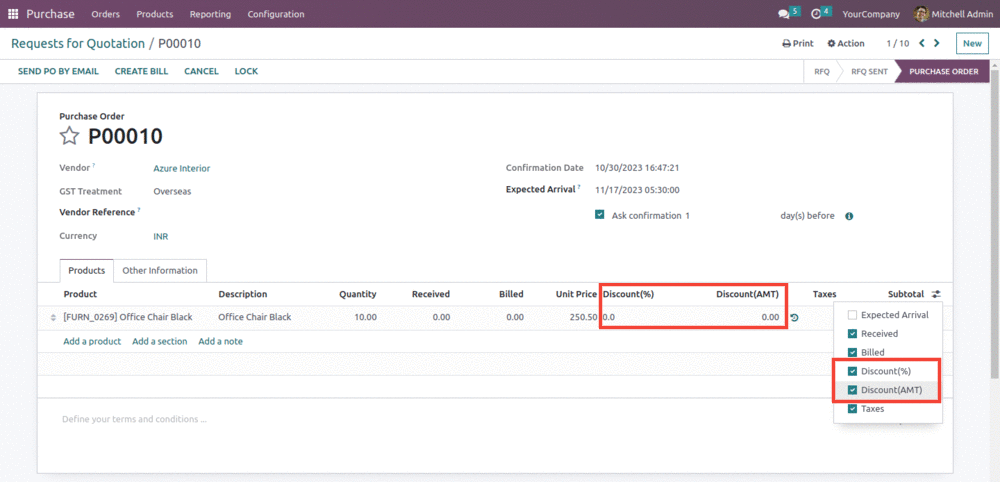 Purchase Orders Products Reporting Configuration 5 4 YourCompany Mitchell Admin
Requests for Quotation / P00010 Print Action 1 / 10 New
SEND PO BY EMAIL CREATE BILL CANCEL LOCK RFQ RFQ SENT PURCHASE ORDER
Purchase Order
P00010
Vendor ? Azure Interior Confirmation Date 10/30/2023 16:47:21
GST Treatment Overseas Expected Arrival ? 11/17/2023 05:30:00
Vendor Reference ? Ask confirmation 1 day(s) before
Currency INR
Products Other Information
Product Description Quantity Received Billed Unit Price Discount(%) Discount(AMT) Taxes Subtotal
[FURN_0269] Office Chair Black Office Chair Black 10.00 0.00 0.00 250.50 0.0 0.00
Add a product Add a section Add a note
Expected Arrival
Received
Billed
Discount(%)
Discount(AMT)
Taxes
Define your terms and conditions ...